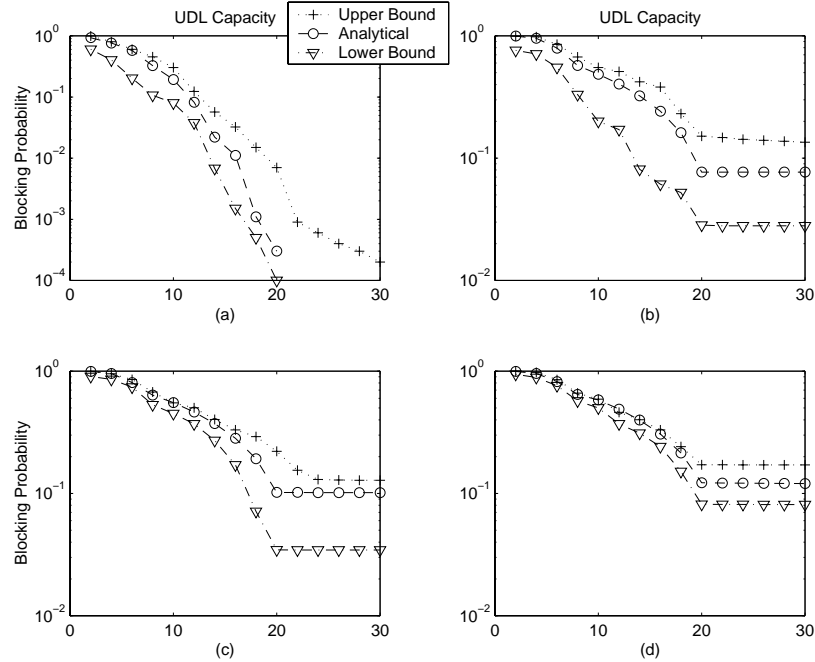 UDL Capacity
UDL Capacity
Upper Bound
Analytical
Lower Bound
Blocking Probability
10^0
10^-1
10^-2
10^-3
10^-4
0
10
20
30
(a)
10^0
10^-1
10^-2
0
10
20
30
(b)
Blocking Probability
10^0
10^-1
10^-2
0
10
20
30
(c)
10^0
10^-1
10^-2
0
10
20
30
(d)